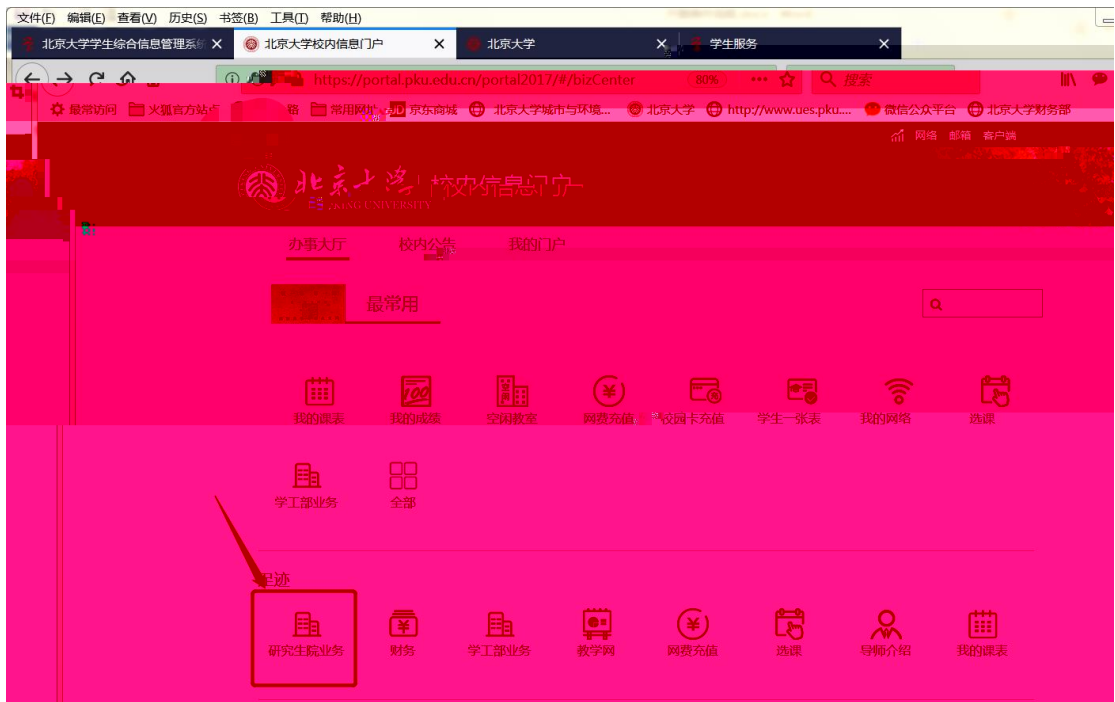 文件(F) 编辑(E) 查看(V) 历史(S) 书签(B) 工具(T) 帮助(H)
北京大学学生综合信息管理系统 北京大学校内信息门户 北京大学 学生服务
https://portal.pku.edu.cn/portal2017/#/bizCenter 80% 搜索
最常访问 火狐官方站点 常用网址 京东商城 北京大学城市与环境... 北京大学 http://www.ues.pku.... 微信公众平台 北京大学财务部
网络 邮箱 客户端
北京大学 校内信息门户
UNIVERSITY
办事大厅 校内公告 我的门户
最常用
我的课表 我的成绩 空闲教室 网费充值 校园卡充值 学生一张表 我的网络 选课
学工部业务 全部
足迹
研究生院业务 财务 学工部业务 教学网 网费充值 选课 导师介绍 我的课表